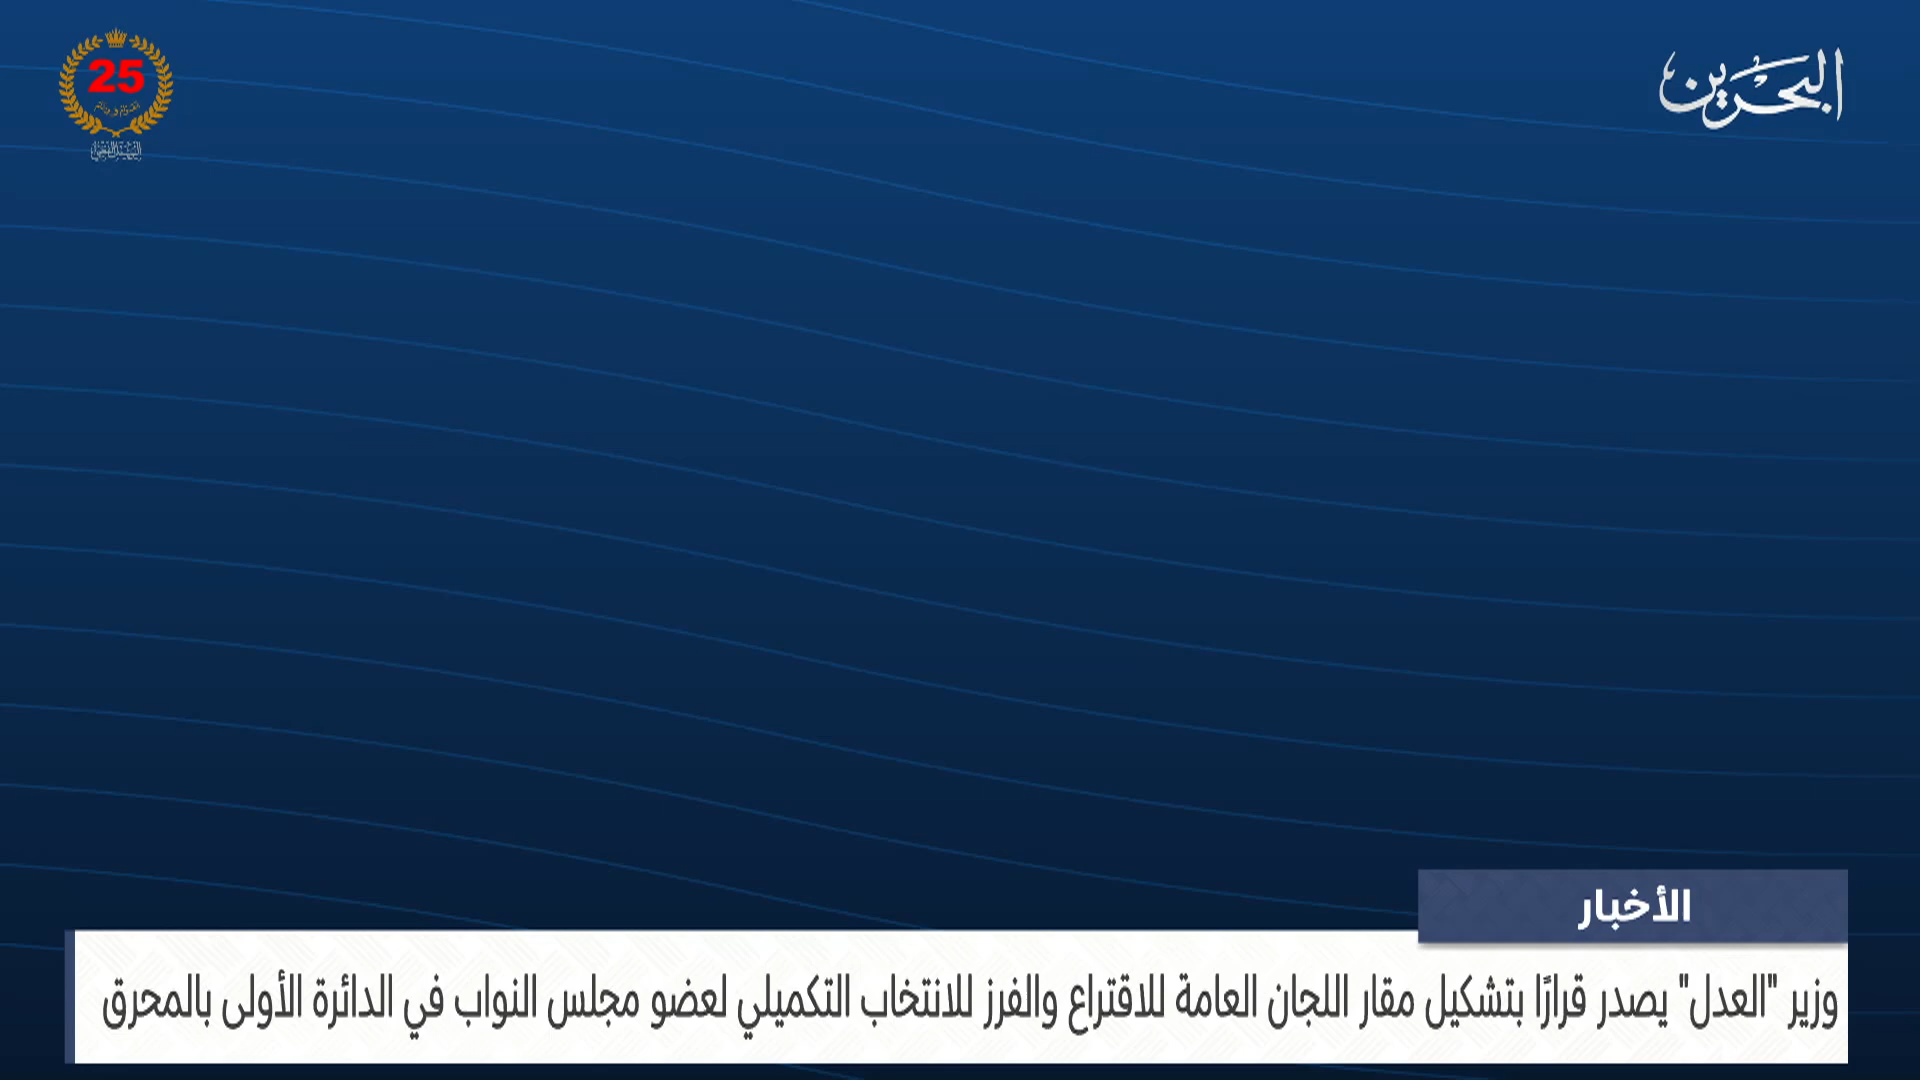 البحرين
25
الأخبار
وزير "العدل" يصدر قرارًا بتشكيل مقار اللجان العامة للاقتراع والفرز للانتخاب التكميلي لعضو مجلس النواب في الدائرة الأولى بالمحرق